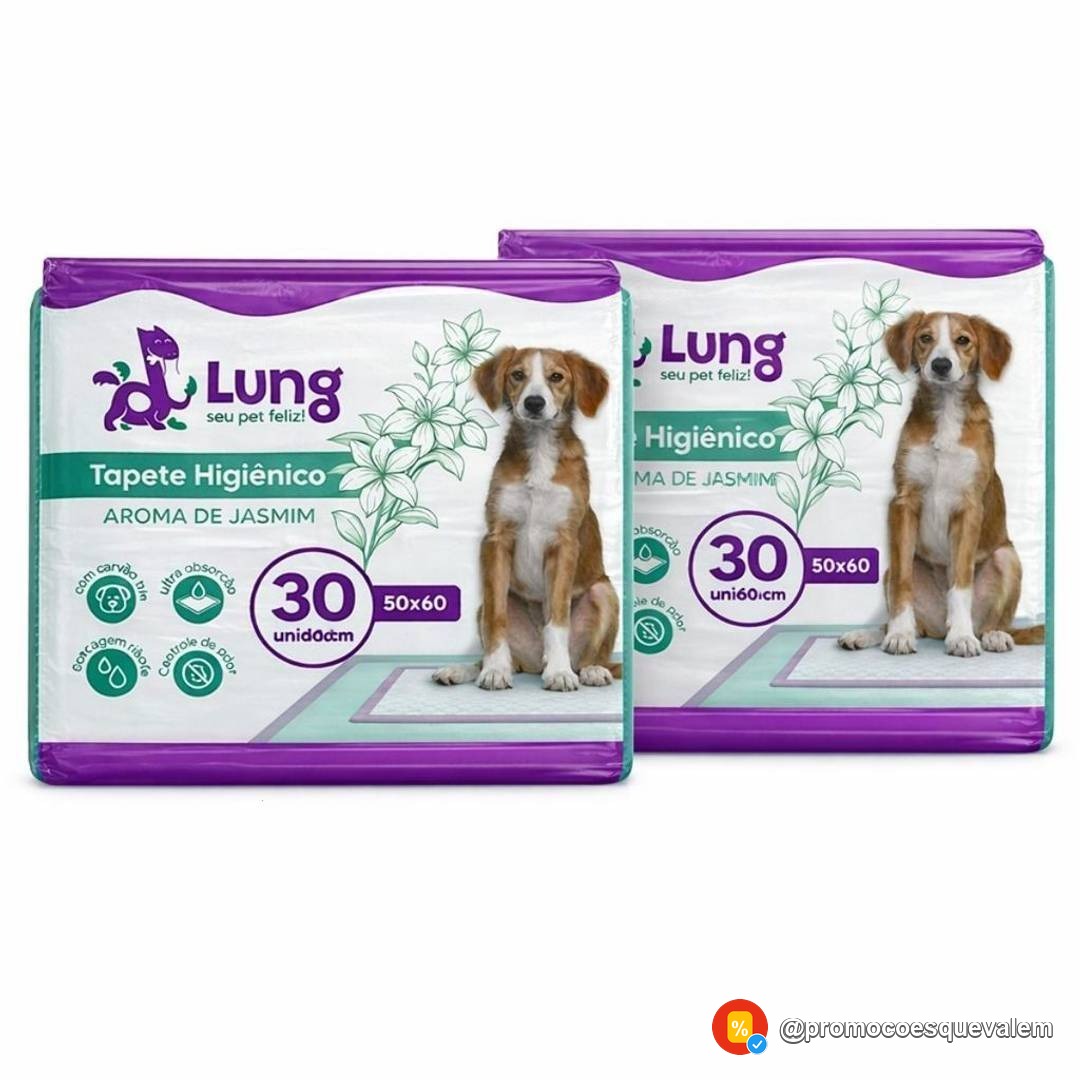 Lung
seu pet feliz!
Tapete Higiênico
AROMA DE JASMIM
30
50x60
Lung
seu pet feliz!
Higiênico
MA DE JASMIM
30
50x60
@promocoesquevalem